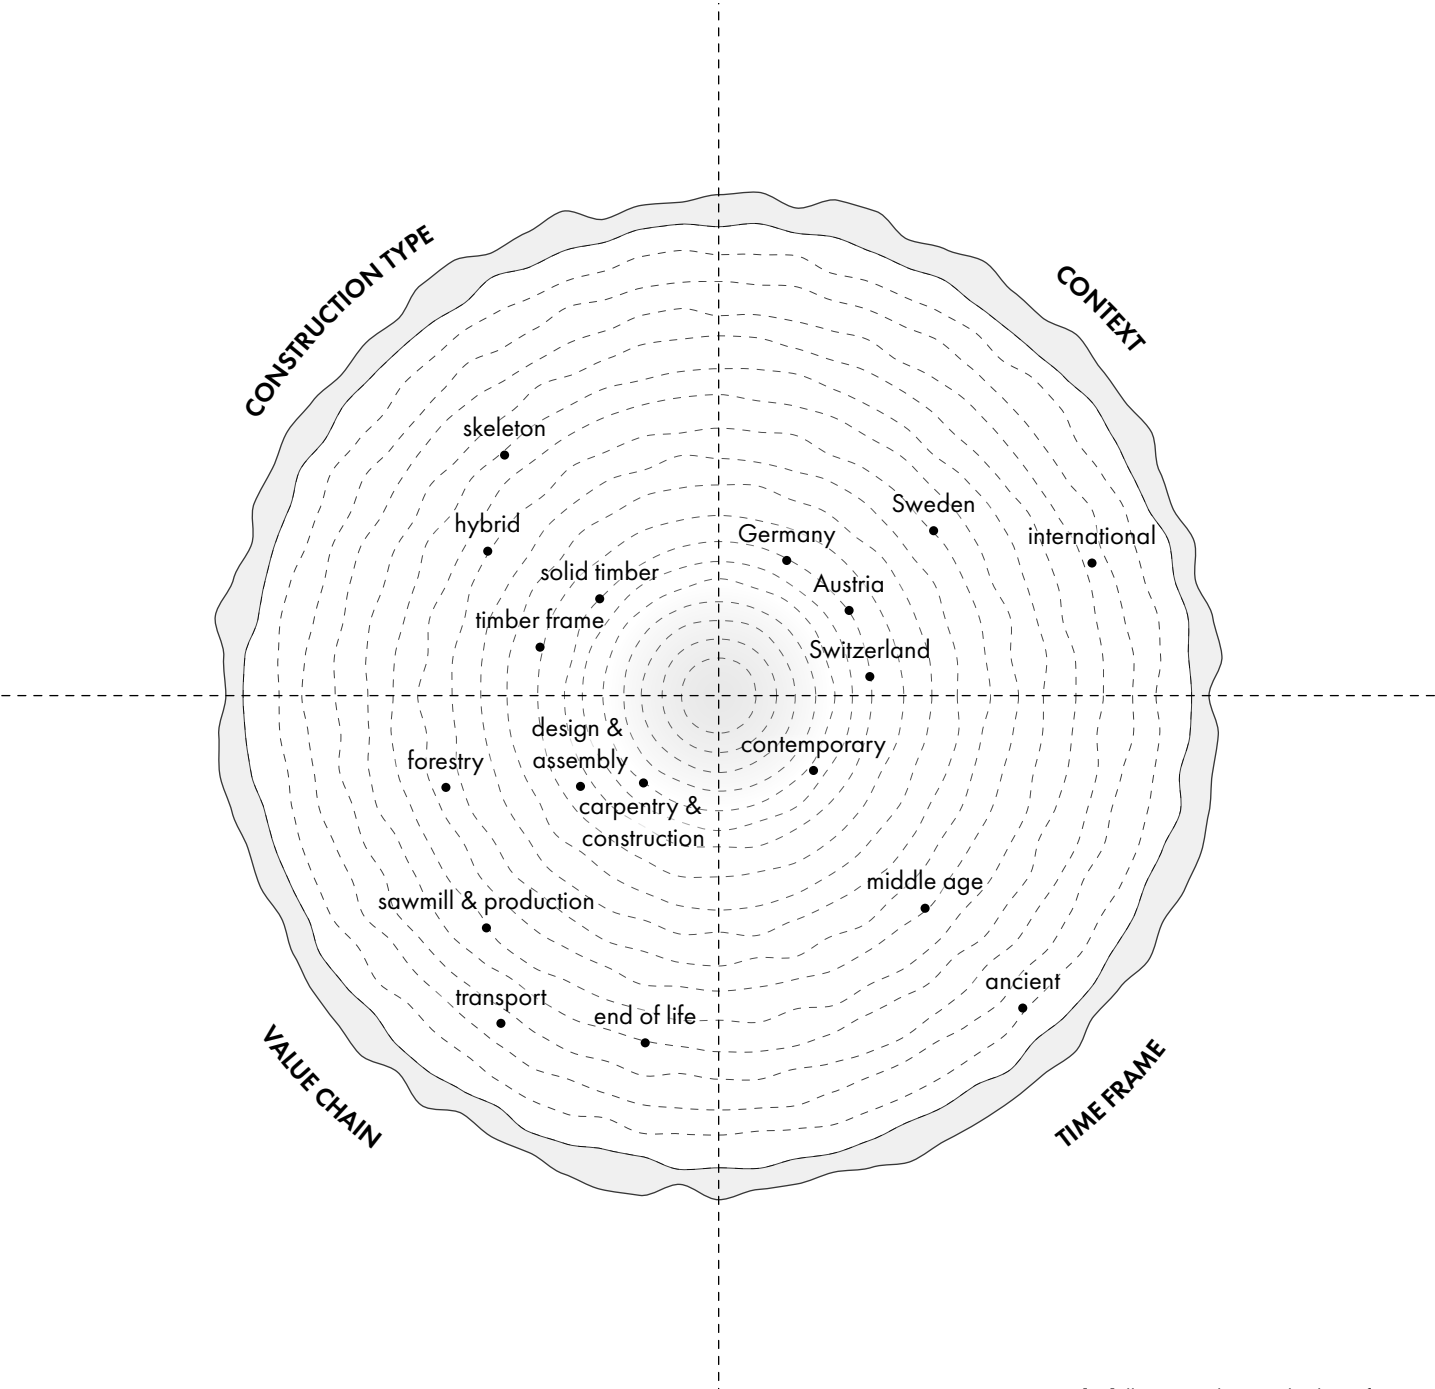 CONSTRUCTION TYPE
CONTEXT
skeleton
hybrid
solid timber
timber frame
Sweden
international
Germany
Austria
Switzerland
design &
assembly
forestry
carpentry &
construction
sawmill & production
transport
end of life
contemporary
middle age
ancient
VALUE CHAIN
TIME FRAME